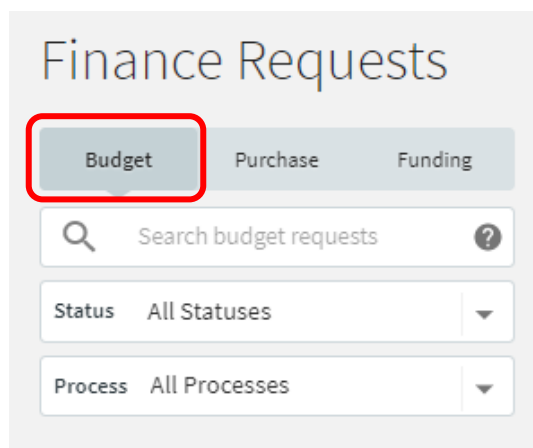 Finance Requests
Budget Purchase Funding
Search budget requests ?
Status All Statuses
Process All Processes